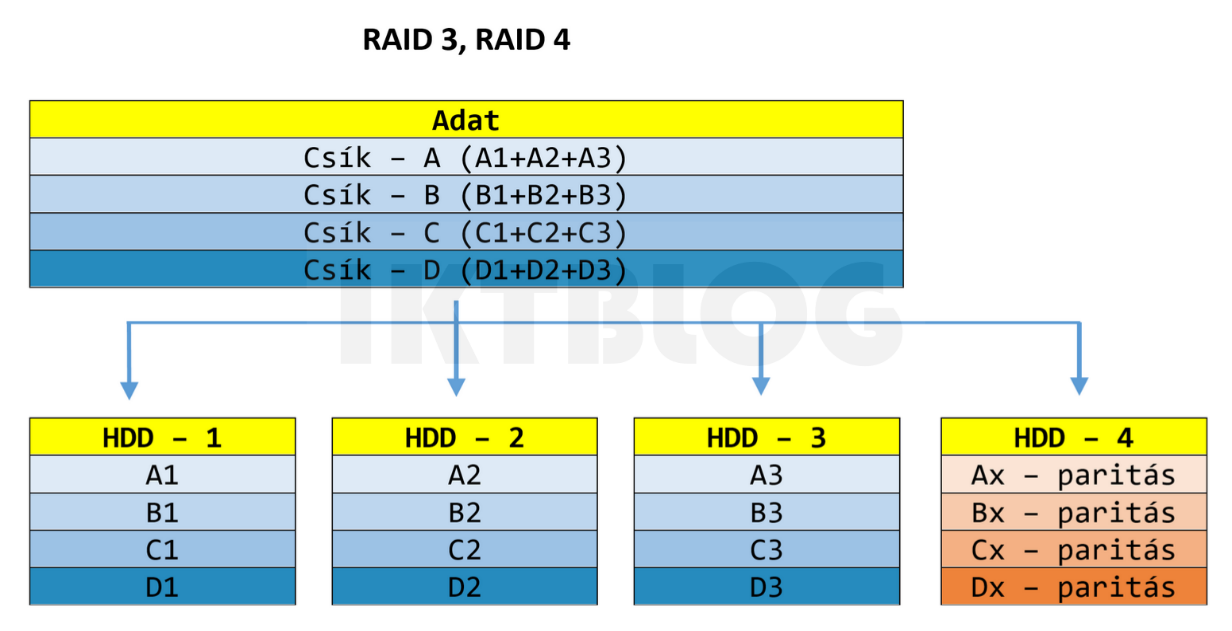 RAID 3, RAID 4
Adat
Csík – A (A1+A2+A3)
Csík – B (B1+B2+B3)
Csík – C (C1+C2+C3)
Csík – D (D1+D2+D3)
IKTBLOG
HDD – 1 HDD – 2 HDD – 3 HDD – 4
A1 A2 A3 Ax – paritás
B1 B2 B3 Bx – paritás
C1 C2 C3 Cx – paritás
D1 D2 D3 Dx – paritás